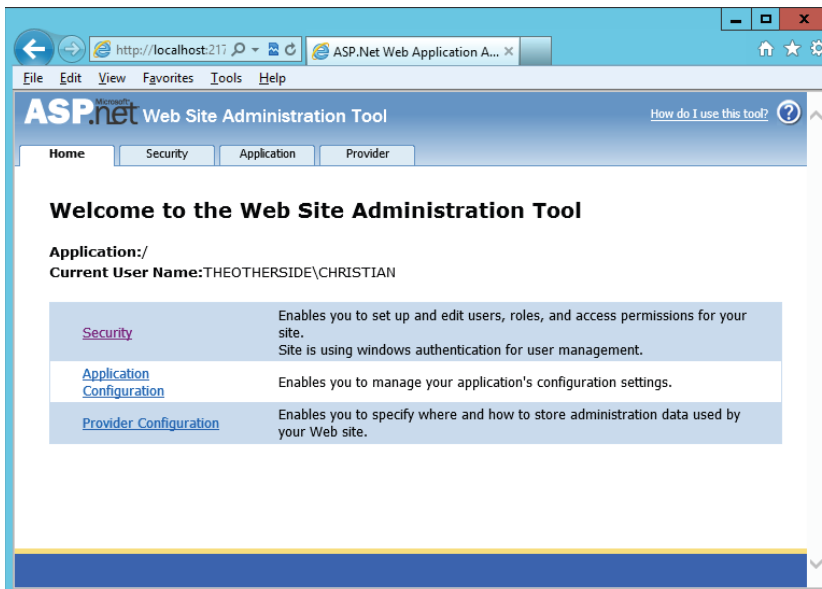 http://localhost:217
ASP.Net Web Application A...
File Edit View Favorites Tools Help
Microsoft
ASP.net Web Site Administration Tool
How do I use this tool? ?
Home Security Application Provider
Welcome to the Web Site Administration Tool
Application:/
Current User Name:THEOTHERSIDE\CHRISTIAN
Security
Enables you to set up and edit users, roles, and access permissions for your
site.
Site is using windows authentication for user management.
Application
Configuration
Enables you to manage your application's configuration settings.
Provider Configuration
Enables you to specify where and how to store administration data used by
your Web site.